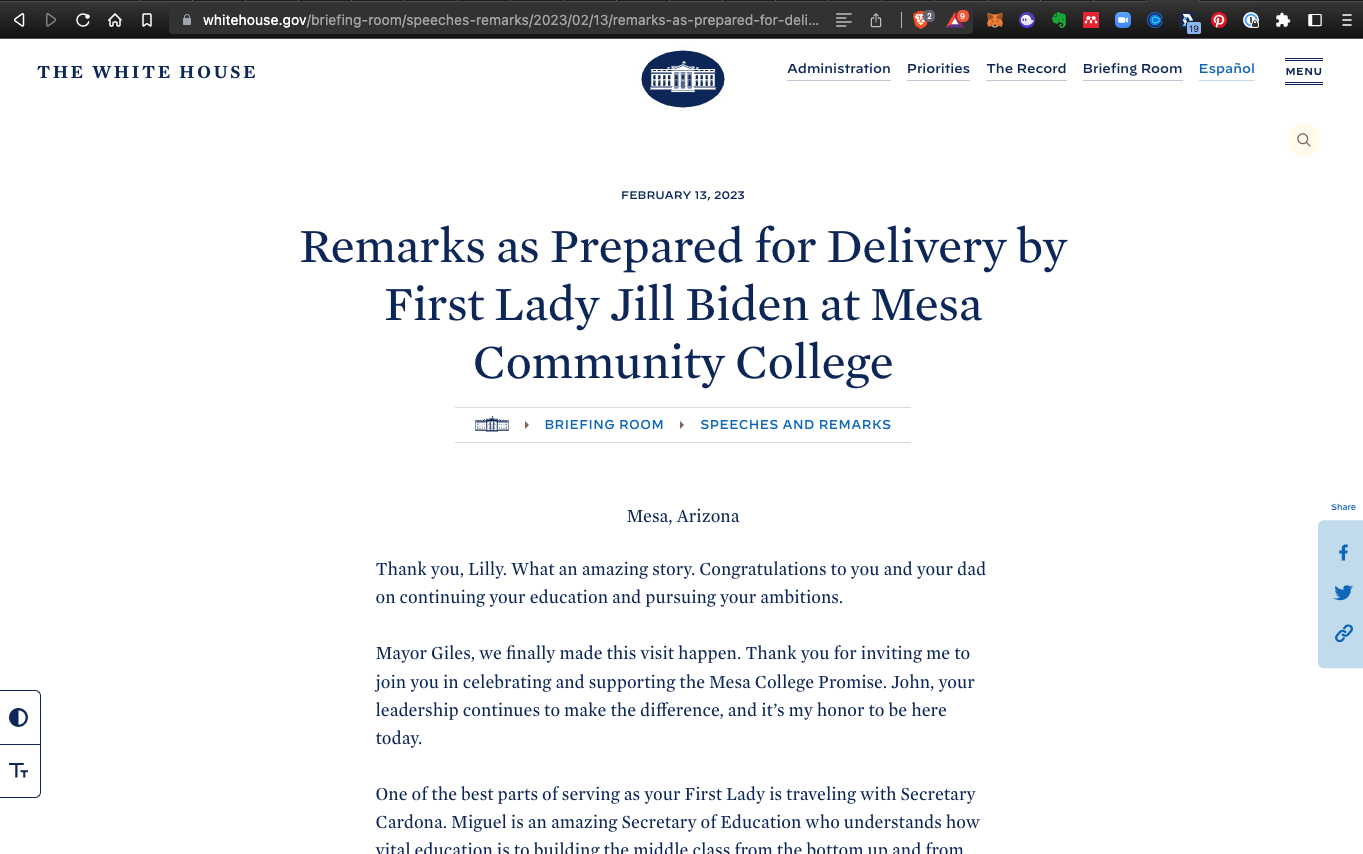 whitehouse.gov/briefing-room/speeches-remarks/2023/02/13/remarks-as-prepared-for-deli...
2
9
19
THE WHITE HOUSE
Administration
Priorities
The Record
Briefing Room
Español
MENU
FEBRUARY 13, 2023
Remarks as Prepared for Delivery by
First Lady Jill Biden at Mesa
Community College
BRIEFING ROOM
SPEECHES AND REMARKS
Mesa, Arizona
Share
Thank you, Lilly. What an amazing story. Congratulations to you and your dad
on continuing your education and pursuing your ambitions.
Mayor Giles, we finally made this visit happen. Thank you for inviting me to
join you in celebrating and supporting the Mesa College Promise. John, your
leadership continues to make the difference, and it’s my honor to be here
today.
One of the best parts of serving as your First Lady is traveling with Secretary
Cardona. Miguel is an amazing Secretary of Education who understands how
vital education is to building the middle class from the bottom up and from
TT